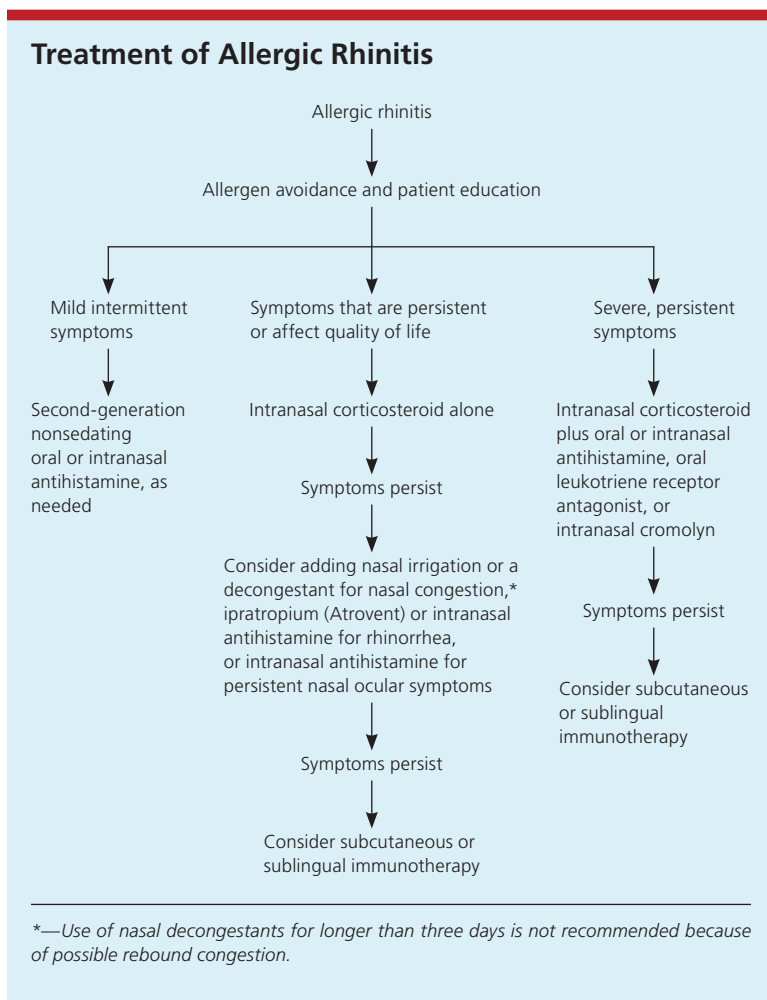 Treatment of Allergic Rhinitis
Allergic rhinitis
Allergen avoidance and patient education
Mild intermittent
symptoms
Second-generation
nonsedating
oral or intranasal
antihistamine, as
needed
Symptoms that are persistent
or affect quality of life
Intranasal corticosteroid alone
Symptoms persist
Consider adding nasal irrigation or a
decongestant for nasal congestion,*
ipratropium (Atrovent) or intranasal
antihistamine for rhinorrhea,
or intranasal antihistamine for
persistent nasal ocular symptoms
Symptoms persist
Consider subcutaneous or
sublingual immunotherapy
Severe, persistent
symptoms
Intranasal corticosteroid
plus oral or intranasal
antihistamine, oral
leukotriene receptor
antagonist, or
intranasal cromolyn
Symptoms persist
Consider subcutaneous
or sublingual
immunotherapy
*—Use of nasal decongestants for longer than three days is not recommended because
of possible rebound congestion.